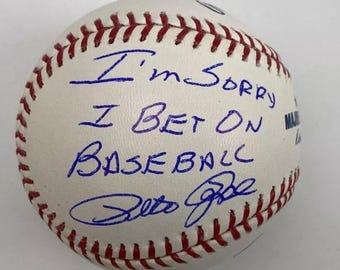 I'm Sorry
I Bet On
Baseball
Pete Rose